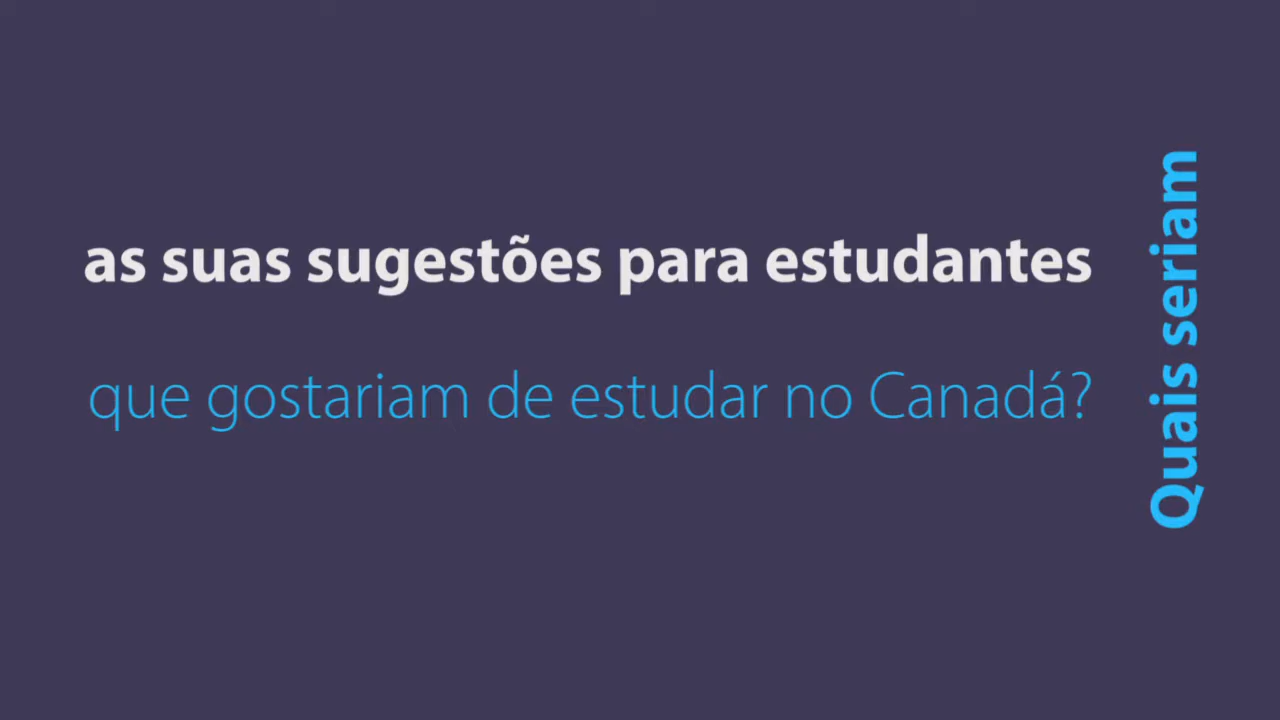 Quais seriam
as suas sugestões para estudantes
que gostariam de estudar no Canadá?